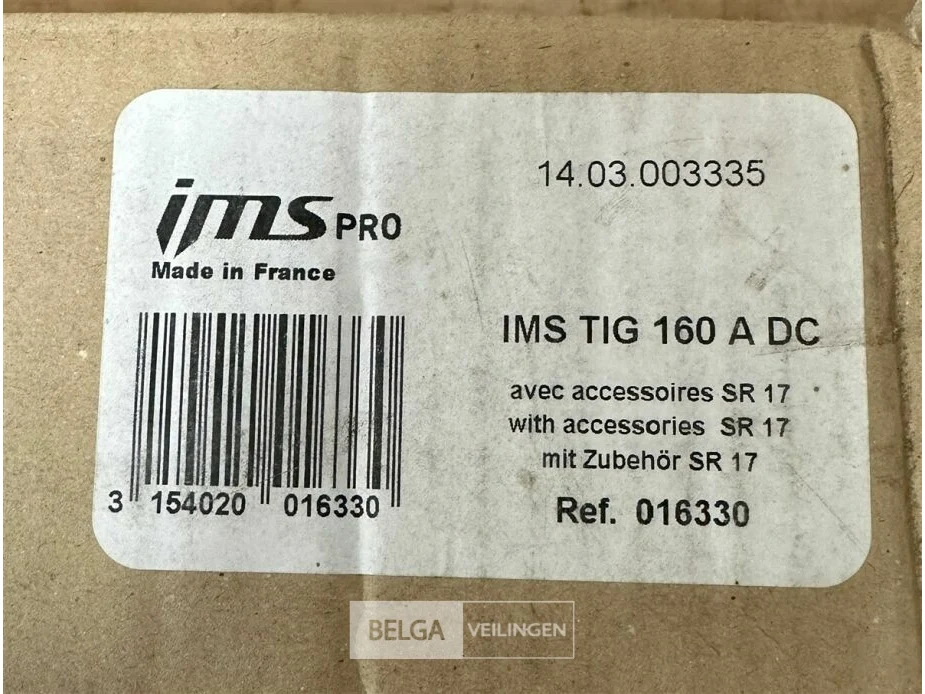 ims PRO
Made in France
3 154020 016330
14.03.003335
IMS TIG 160 A DC
avec accessoires SR 17
with accessories SR 17
mit Zubehör SR 17
Ref. 016330
BELGA VEILINGEN